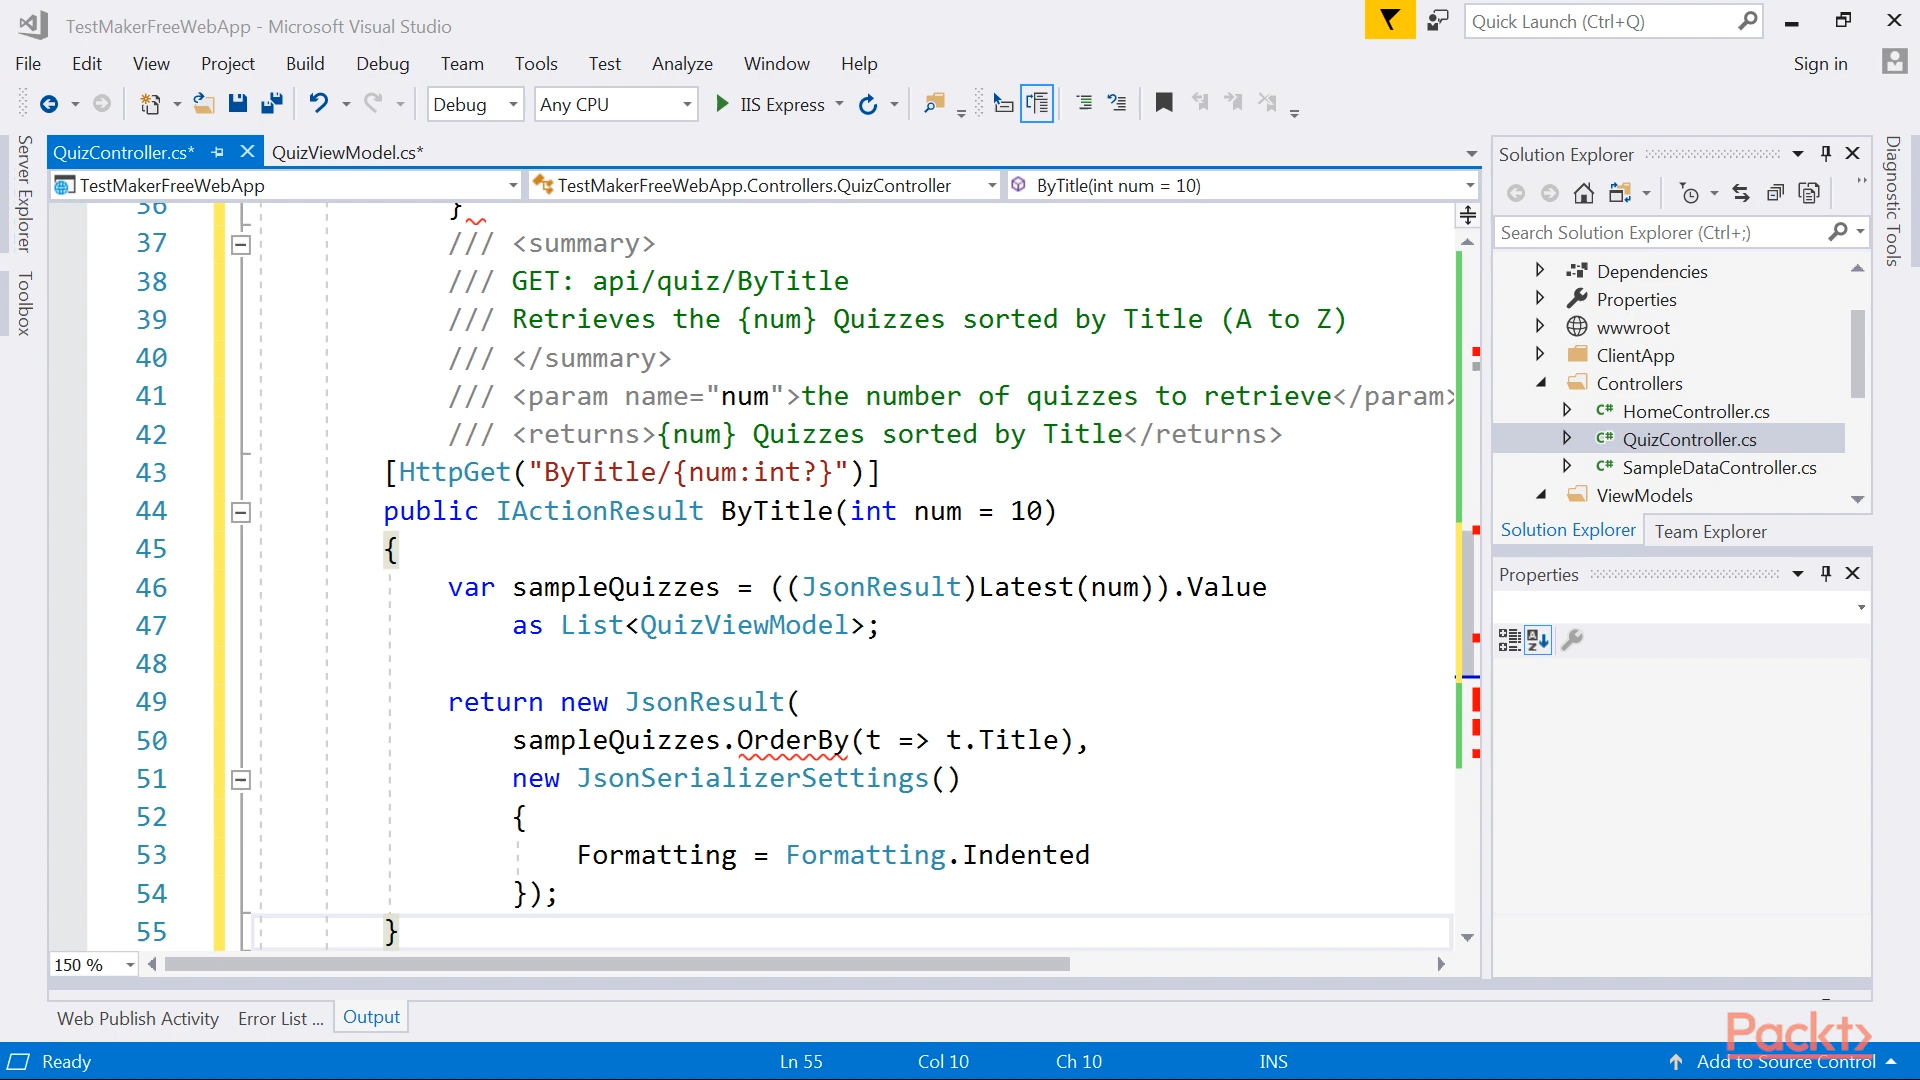 TestMakerFreeWebApp - Microsoft Visual Studio
Quick Launch (Ctrl+Q)
File Edit View Project Build Debug Team Tools Test Analyze Window Help
Sign in
Debug Any CPU IIS Express
Server Explorer
Toolbox
QuizController.cs* QuizViewModel.cs*
TestMakerFreeWebApp TestMakerFreeWebApp.Controllers.QuizController ByTitle(int num = 10)
36 }
37 /// <summary>
38 /// GET: api/quiz/ByTitle
39 /// Retrieves the {num} Quizzes sorted by Title (A to Z)
40 /// </summary>
41 /// <param name="num">the number of quizzes to retrieve</param>
42 /// <returns>{num} Quizzes sorted by Title</returns>
43 [HttpGet("ByTitle/{num:int?}")]
44 public IActionResult ByTitle(int num = 10)
45 {
46 var sampleQuizzes = ((JsonResult)Latest(num)).Value
47 as List<QuizViewModel>;
48
49 return new JsonResult(
50 sampleQuizzes.OrderBy(t => t.Title),
51 new JsonSerializerSettings()
52 {
53 Formatting = Formatting.Indented
54 });
55 }
150 %
Solution Explorer
Search Solution Explorer (Ctrl+;)
Dependencies
Properties
wwwroot
ClientApp
Controllers
C# HomeController.cs
C# QuizController.cs
C# SampleDataController.cs
ViewModels
Solution Explorer Team Explorer
Properties
Diagnostic Tools
Web Publish Activity Error List ... Output
Packt>
Ready Ln 55 Col 10 Ch 10 INS Add to Source Control